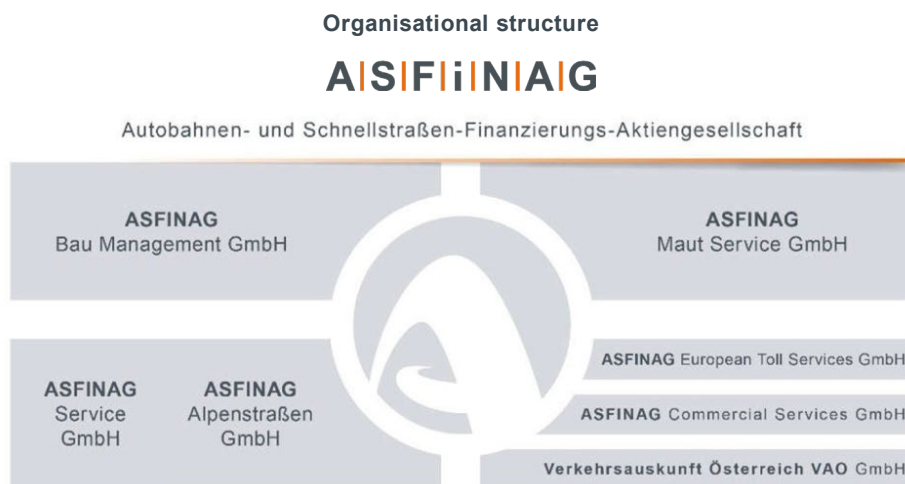 Organisational structure
A|S|F|i|N|A|G
Autobahnen- und Schnellstraßen-Finanzierungs-Aktiengesellschaft
ASFINAG
Bau Management GmbH
ASFINAG
Maut Service GmbH
ASFINAG
Service
GmbH
ASFINAG
Alpenstraßen
GmbH
ASFINAG European Toll Services GmbH
ASFINAG Commercial Services GmbH
Verkehrsauskunft Österreich VAO GmbH